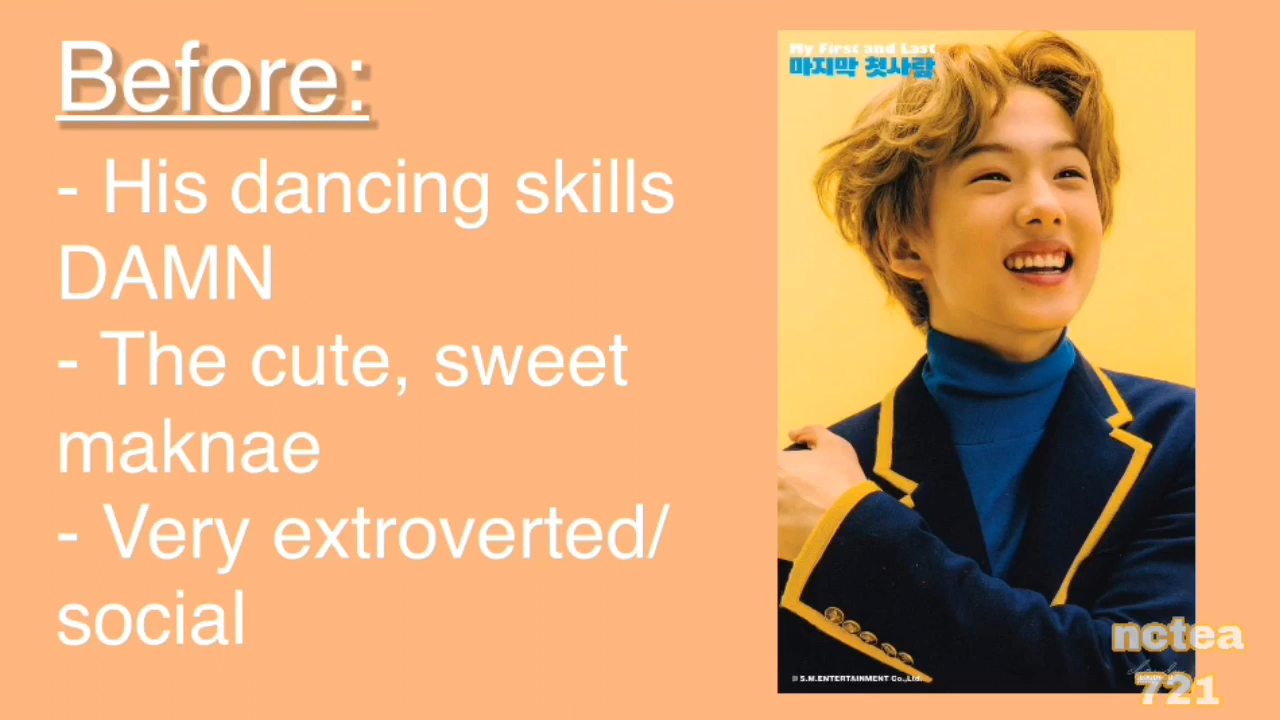 Before:
- His dancing skills
DAMN
- The cute, sweet
maknae
- Very extroverted/
social
My First and Last
마지막 첫사랑
S.M.ENTERTAINMENT Co.,Ltd.
nctea
721